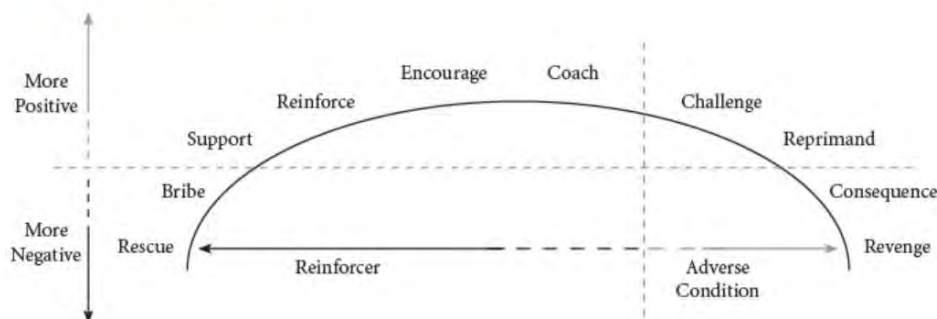 More
Positive
Encourage
Coach
Reinforce
Challenge
Support
Reprimand
Bribe
Consequence
More
Negative
Rescue
Reinforcer
Adverse
Condition
Revenge